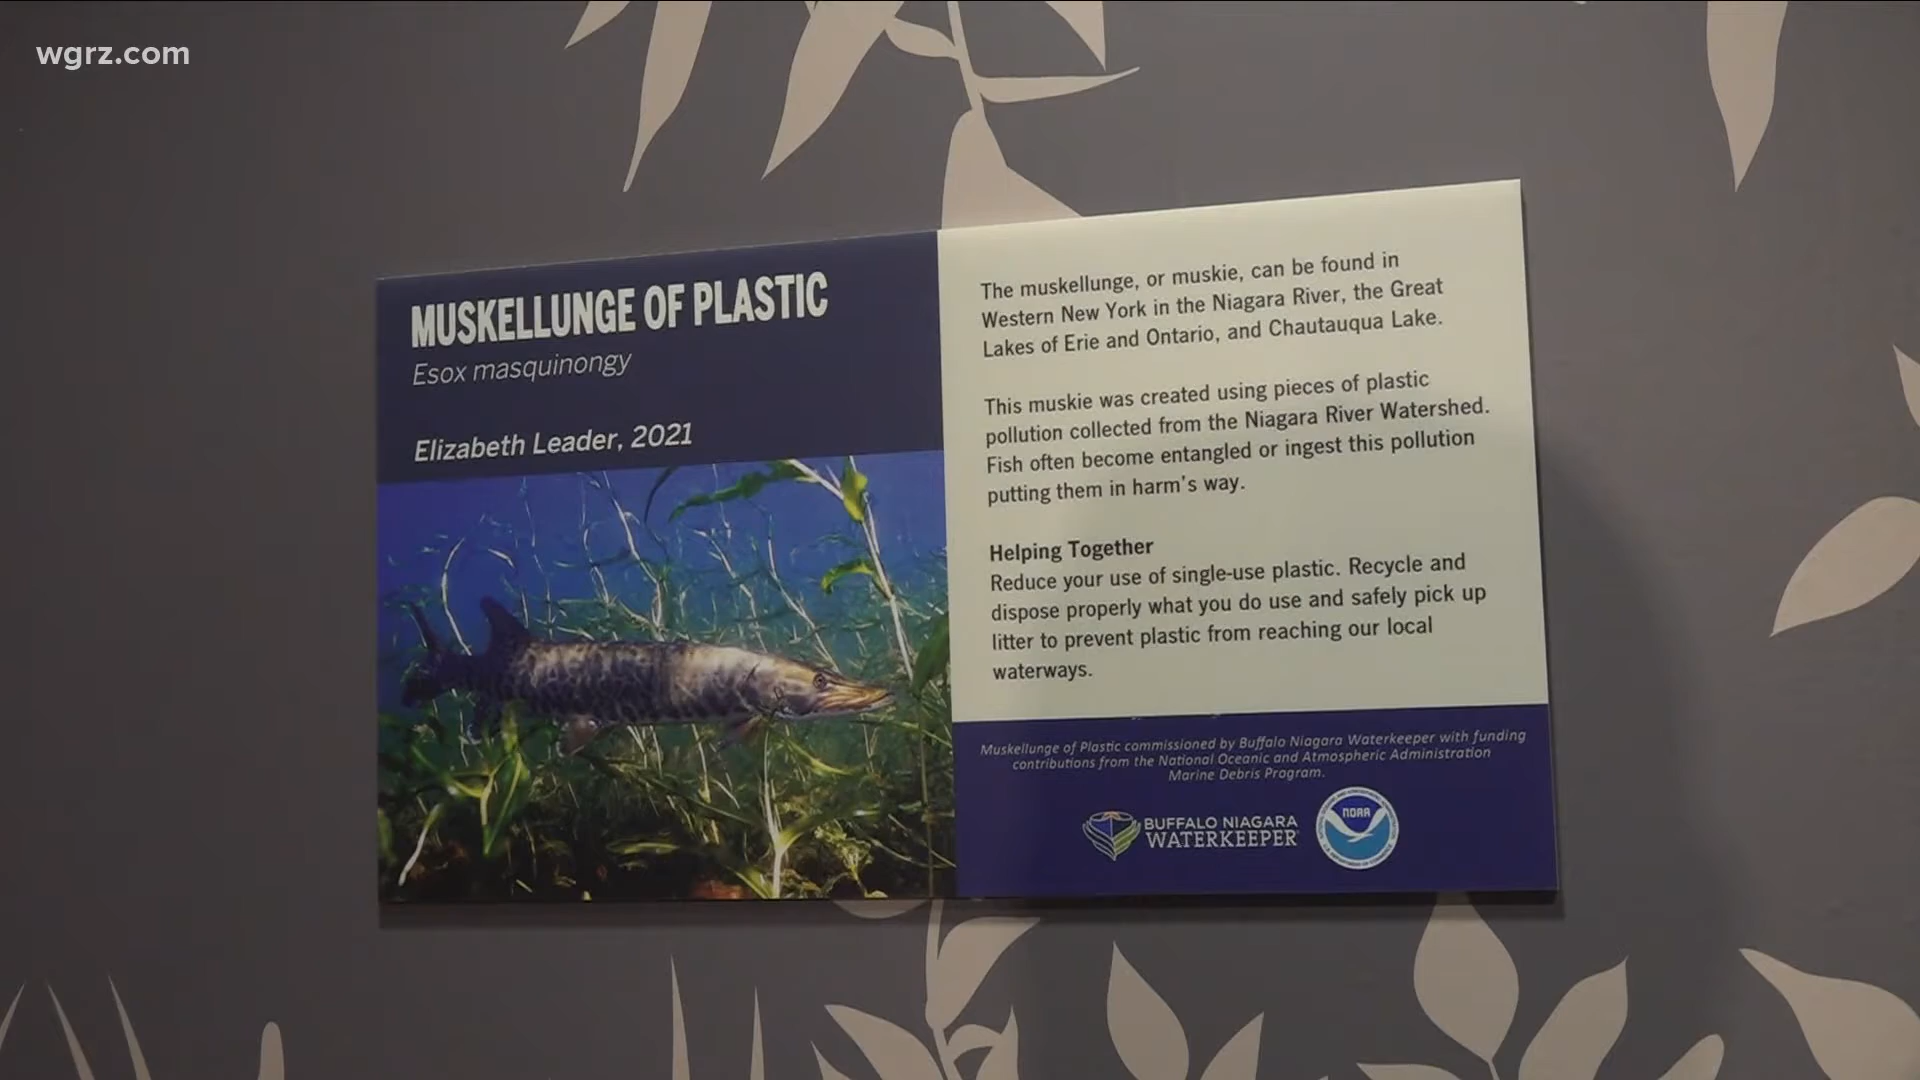 wgrz.com
MUSKELLUNGE OF PLASTIC
Esox masquinongy
Elizabeth Leader, 2021
The muskellunge, or muskie, can be found in
Western New York in the Niagara River, the Great
Lakes of Erie and Ontario, and Chautauqua Lake.
This muskie was created using pieces of plastic
pollution collected from the Niagara River Watershed.
Fish often become entangled or ingest this pollution
putting them in harm's way.
Helping Together
Reduce your use of single-use plastic. Recycle and
dispose properly what you do use and safely pick up
litter to prevent plastic from reaching our local
waterways.
Muskellunge of Plastic commissioned by Buffalo Niagara Waterkeeper with funding
contributions from the National Oceanic and Atmospheric Administration
Marine Debris Program.
BUFFALO NIAGARA
WATERKEEPER
NOAA